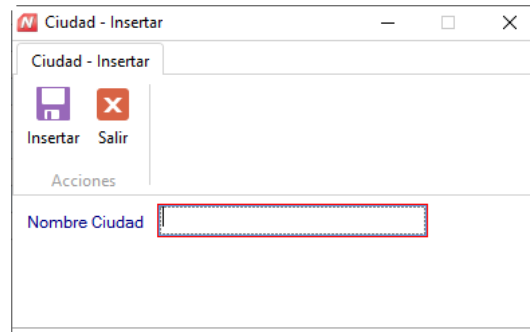 Ciudad - Insertar
Ciudad - Insertar
Insertar Salir
Acciones
Nombre Ciudad